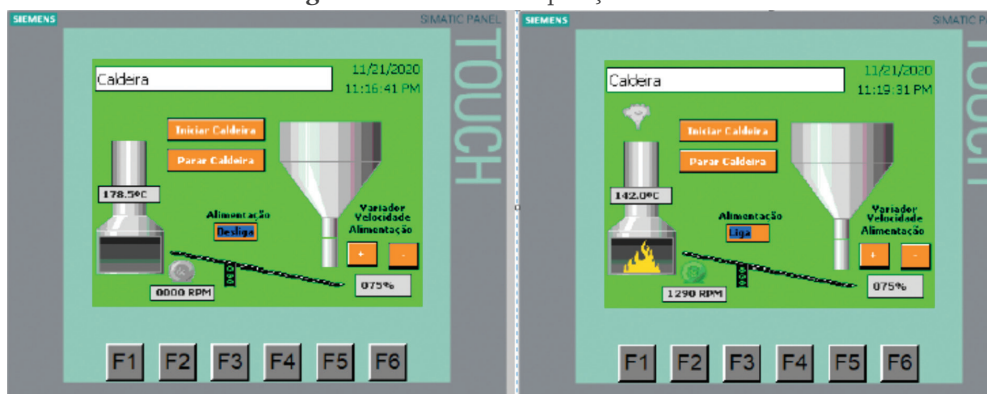 SIEMENS
SIMATIC PANEL
TOUCH
Caldeira
11/21/2020
11:16:41 PM
Iniciar Caldeira
Parar Caldeira
178.5ºC
Alimentação
Desliga
Variador
Velocidade
Alimentação
+ -
0000 RPM
075%
F1 F2 F3 F4 F5 F6
SIEMENS
SIMATIC P
TOUCH
Caldeira
11/21/2020
11:19:31 PM
Iniciar Caldeira
Parar Caldeira
142.0ºC
Alimentação
Liga
Variador
Velocidade
Alimentação
+ -
1290 RPM
075%
F1 F2 F3 F4 F5 F6